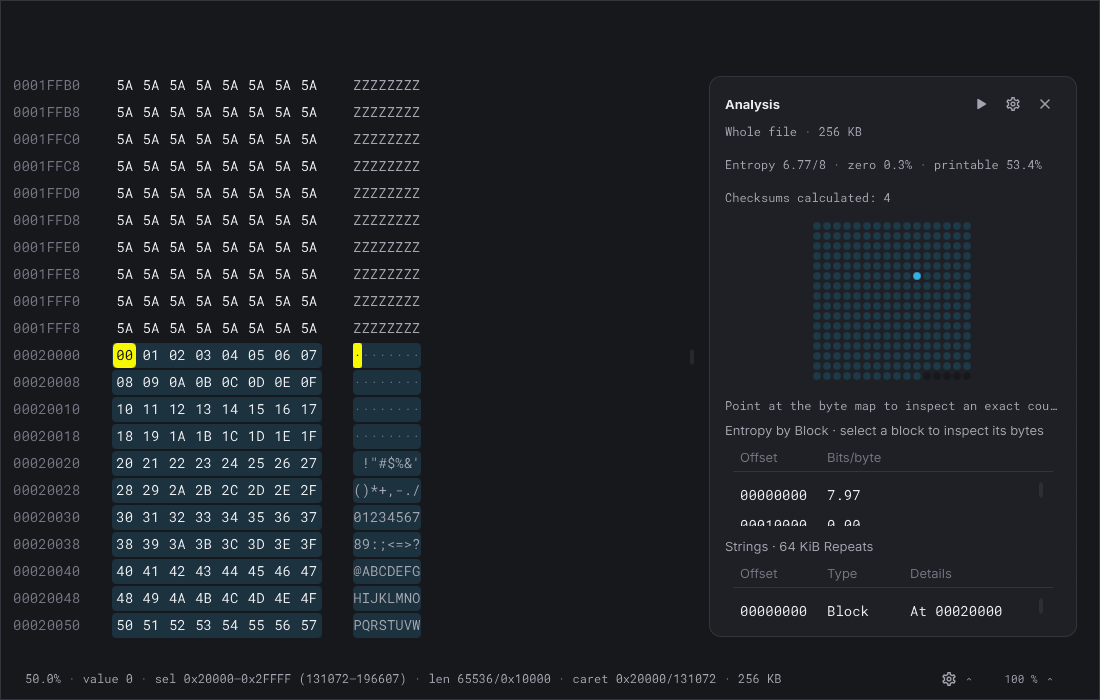 0001FFB0 5A 5A 5A 5A 5A 5A 5A 5A ZZZZZZZZ
0001FFB8 5A 5A 5A 5A 5A 5A 5A 5A ZZZZZZZZ
0001FFC0 5A 5A 5A 5A 5A 5A 5A 5A ZZZZZZZZ
0001FFC8 5A 5A 5A 5A 5A 5A 5A 5A ZZZZZZZZ
0001FFD0 5A 5A 5A 5A 5A 5A 5A 5A ZZZZZZZZ
0001FFD8 5A 5A 5A 5A 5A 5A 5A 5A ZZZZZZZZ
0001FFE0 5A 5A 5A 5A 5A 5A 5A 5A ZZZZZZZZ
0001FFE8 5A 5A 5A 5A 5A 5A 5A 5A ZZZZZZZZ
0001FFF0 5A 5A 5A 5A 5A 5A 5A 5A ZZZZZZZZ
0001FFF8 5A 5A 5A 5A 5A 5A 5A 5A ZZZZZZZZ
00020000 00 01 02 03 04 05 06 07 ········
00020008 08 09 0A 0B 0C 0D 0E 0F ········
00020010 10 11 12 13 14 15 16 17 ········
00020018 18 19 1A 1B 1C 1D 1E 1F ········
00020020 20 21 22 23 24 25 26 27  !"#$%&'
00020028 28 29 2A 2B 2C 2D 2E 2F ()*+,-./
00020030 30 31 32 33 34 35 36 37 01234567
00020038 38 39 3A 3B 3C 3D 3E 3F 89:;<=>?
00020040 40 41 42 43 44 45 46 47 @ABCDEFG
00020048 48 49 4A 4B 4C 4D 4E 4F HIJKLMNO
00020050 50 51 52 53 54 55 56 57 PQRSTUVW
Analysis
Whole file · 256 KB
Entropy 6.77/8 · zero 0.3% · printable 53.4%
Checksums calculated: 4
Point at the byte map to inspect an exact cou…
Entropy by Block · select a block to inspect its bytes
Offset Bits/byte
00000000 7.97
00010000 0.00
Strings · 64 KiB Repeats
Offset Type Details
00000000 Block At 00020000
50.0% · value 0 · sel 0x20000–0x2FFFF (131072–196607) · len 65536/0x10000 · caret 0x20000/131072 · 256 KB
100 %